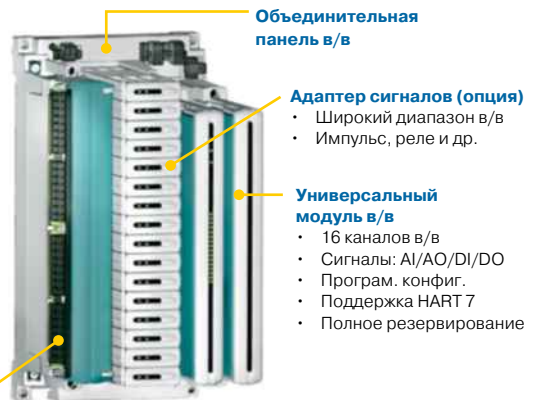 Объединительная
панель в/в
Адаптер сигналов (опция)
• Широкий диапазон в/в
• Импульс, реле и др.
Универсальный
модуль в/в
• 16 каналов в/в
• Сигналы: AI/AO/DI/DO
• Програм. конфиг.
• Поддержка HART 7
• Полное резервирование